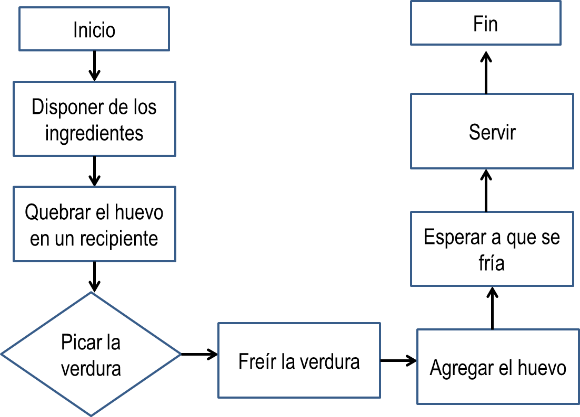 Inicio
Disponer de los
ingredientes
Quebrar el huevo
en un recipiente
Picar la
verdura
Freír la verdura
Agregar el huevo
Esperar a que se
fría
Servir
Fin